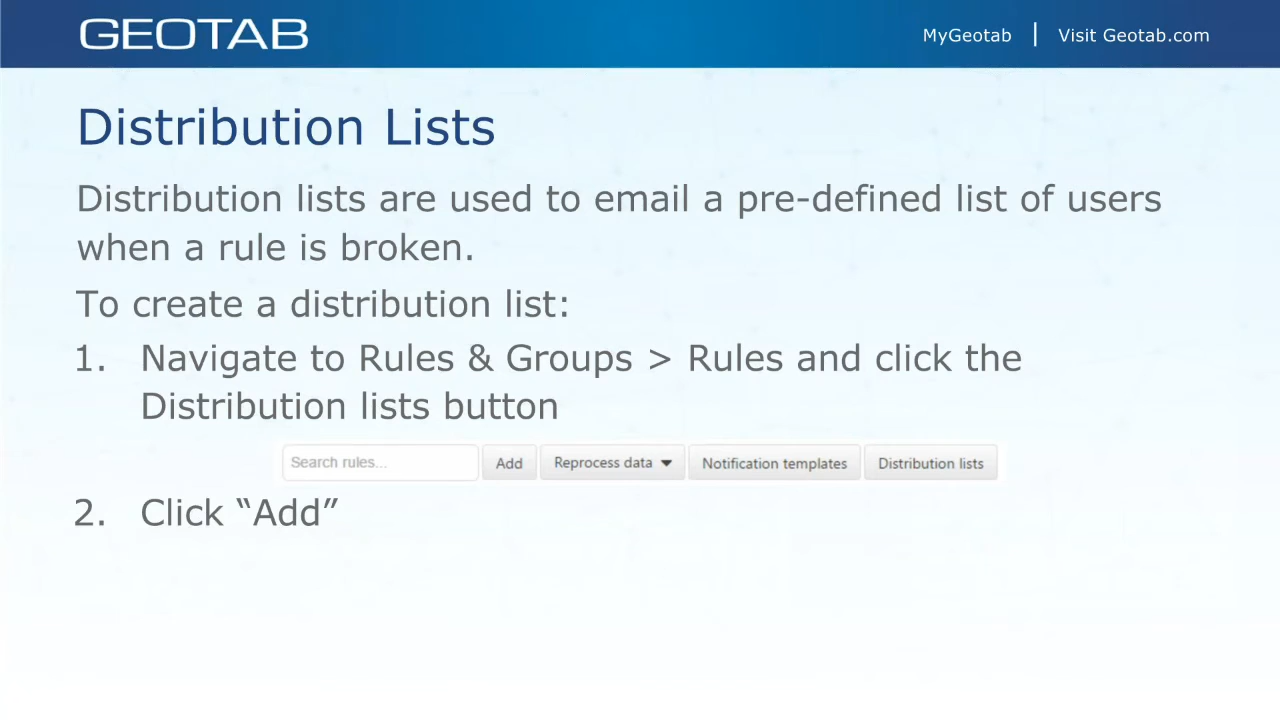 GEOTAB
MyGeotab | Visit Geotab.com
Distribution Lists
Distribution lists are used to email a pre-defined list of users
when a rule is broken.
To create a distribution list:
1. Navigate to Rules & Groups > Rules and click the
Distribution lists button
Search rules... Add Reprocess data Notification templates Distribution lists
2. Click “Add”